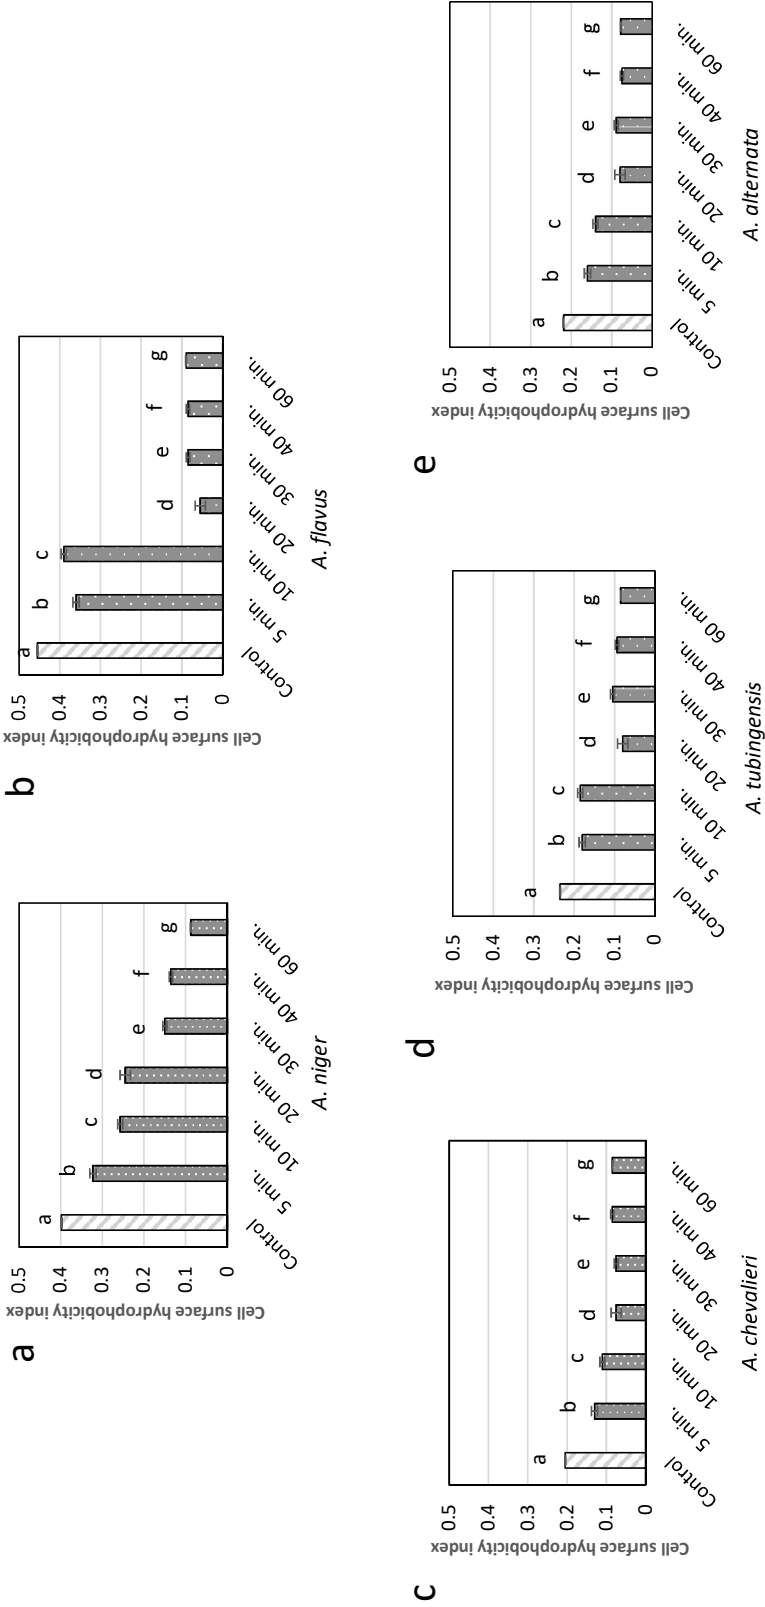 a
Cell surface hydrophobicity index
0.5
0.4
0.3
0.2
0.1
0
a
b
c
d
e
f
g
Control
5 min.
10 min.
20 min.
30 min.
40 min.
60 min.
A. niger
b
Cell surface hydrophobicity index
0.5
0.4
0.3
0.2
0.1
0
a
b
c
d
e
f
g
Control
5 min.
10 min.
20 min.
30 min.
40 min.
60 min.
A. flavus
c
Cell surface hydrophobicity index
0.5
0.4
0.3
0.2
0.1
0
a
b
c
d
e
f
g
Control
5 min.
10 min.
20 min.
30 min.
40 min.
60 min.
A. chevalieri
d
Cell surface hydrophobicity index
0.5
0.4
0.3
0.2
0.1
0
a
b
c
d
e
f
g
Control
5 min.
10 min.
20 min.
30 min.
40 min.
60 min.
A. tubingensis
e
Cell surface hydrophobicity index
0.5
0.4
0.3
0.2
0.1
0
a
b
c
d
e
f
g
Control
5 min.
10 min.
20 min.
30 min.
40 min.
60 min.
A. alternata